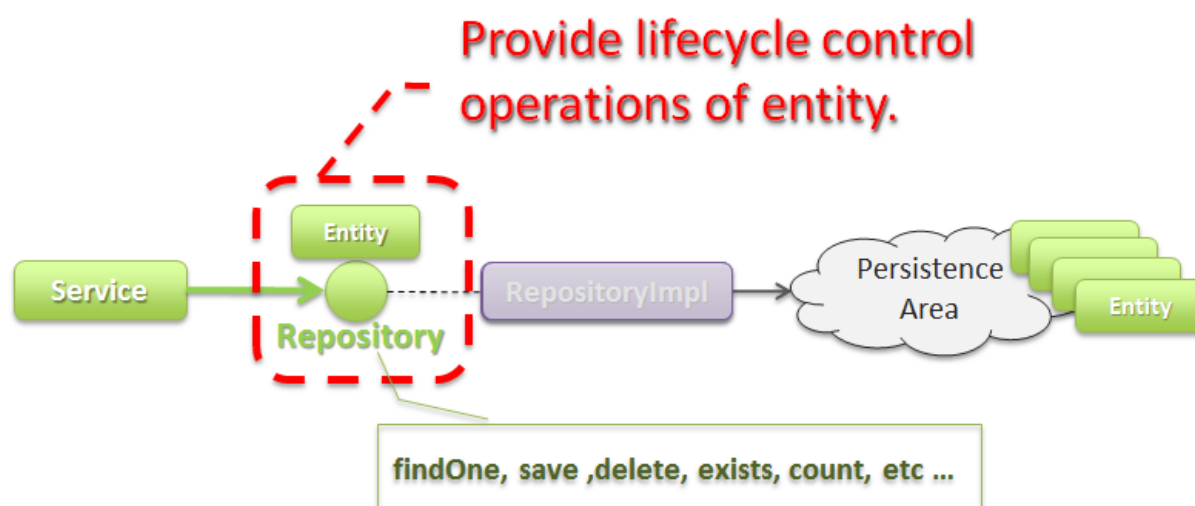 Provide lifecycle control
operations of entity.
Entity
Service
Repository
RepositoryImpl
Persistence
Area
Entity
findOne, save ,delete, exists, count, etc ...